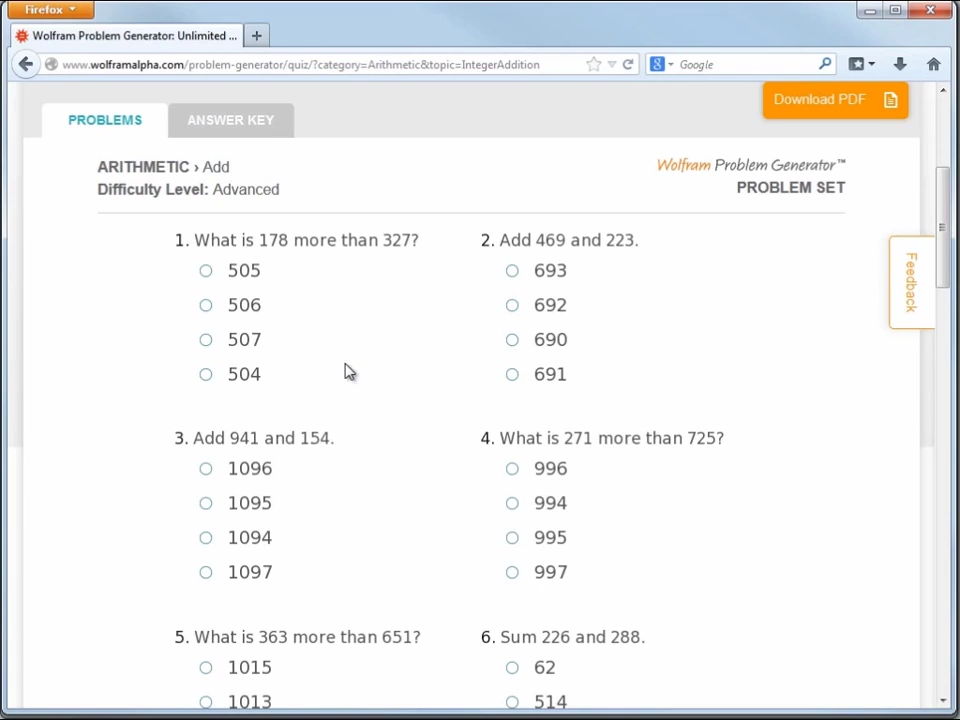 Firefox
Wolfram Problem Generator: Unlimited ...
www.wolframalpha.com/problem-generator/quiz/?category=Arithmetic&topic=IntegerAddition
Google
Download PDF
PROBLEMS
ANSWER KEY
ARITHMETIC › Add
Wolfram Problem Generator™
Difficulty Level: Advanced
PROBLEM SET
Feedback
1. What is 178 more than 327?
505
506
507
504
2. Add 469 and 223.
693
692
690
691
3. Add 941 and 154.
1096
1095
1094
1097
4. What is 271 more than 725?
996
994
995
997
5. What is 363 more than 651?
1015
1013
6. Sum 226 and 288.
62
514